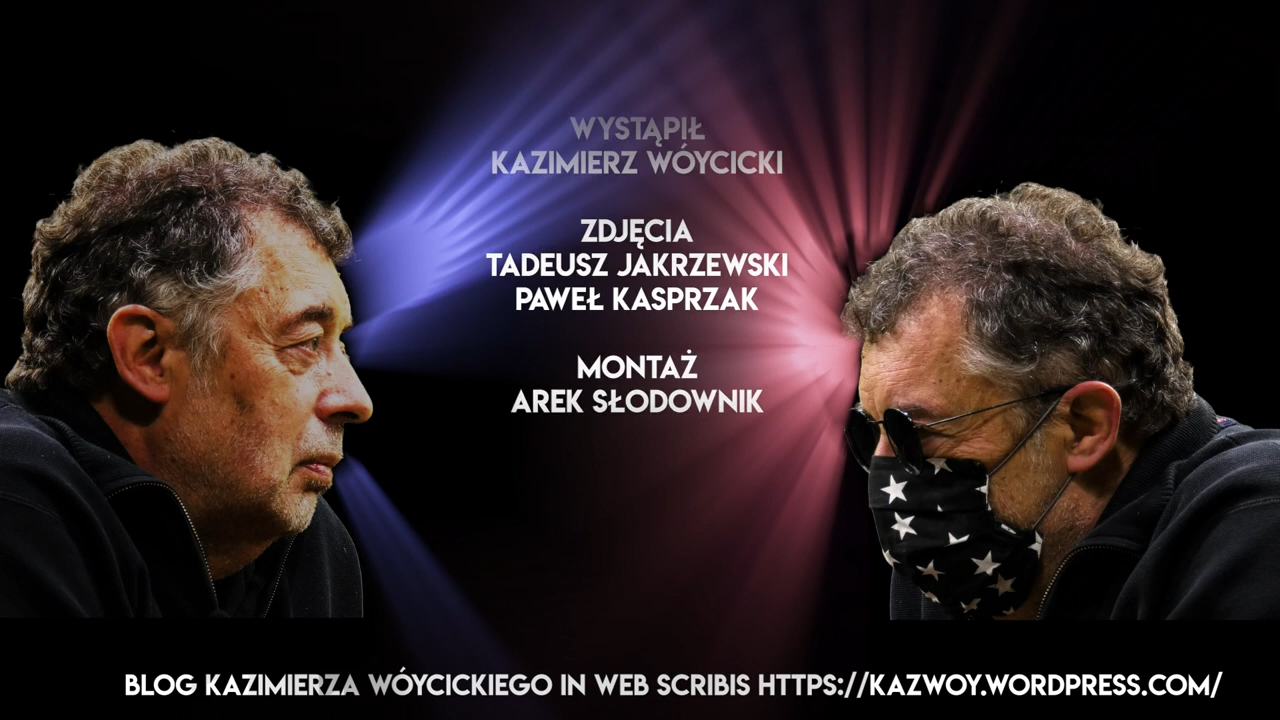 WYSTĄPIŁ
KAZIMIERZ WÓYCICKI
ZDJĘCIA
TADEUSZ JAKRZEWSKI
PAWEŁ KASPRZAK
MONTAŻ
AREK SŁODOWNIK
BLOG KAZIMIERZA WÓYCICKIEGO IN WEB SCRIBIS HTTPS://KAZWOY.WORDPRESS.COM/